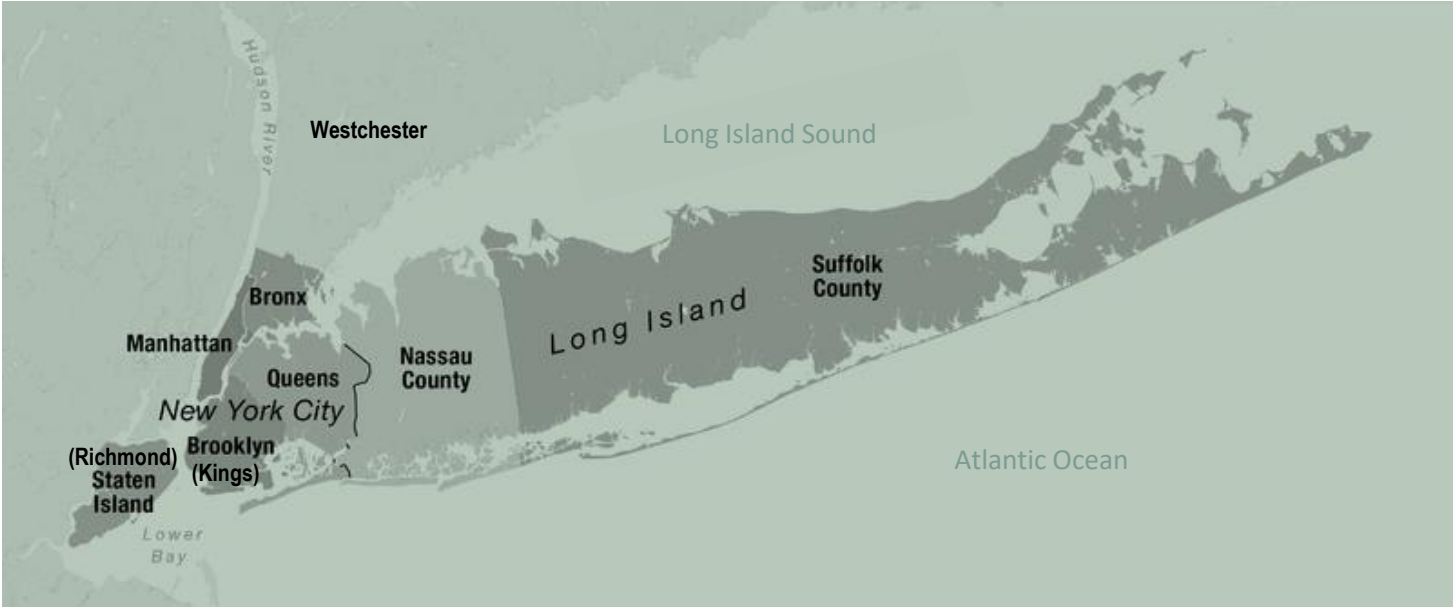 Hudson River
Westchester
Long Island Sound
Bronx
Suffolk
County
Long Island
Manhattan
Nassau
County
Queens
New York City
Brooklyn
(Kings)
(Richmond)
Staten
Island
Atlantic Ocean
Lower
Bay